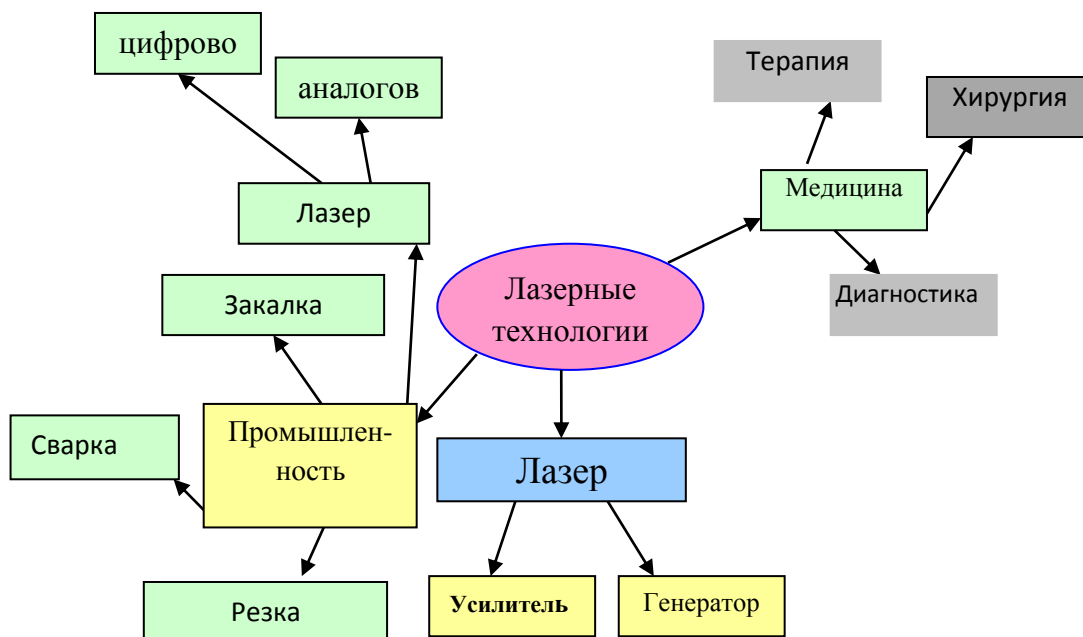 цифрово
аналогов
Терапия
Хирургия
Лазер
Медицина
Закалка
Лазерные
технологии
Диагностика
Сварка
Промышлен-
ность
Лазер
Резка
Усилитель
Генератор